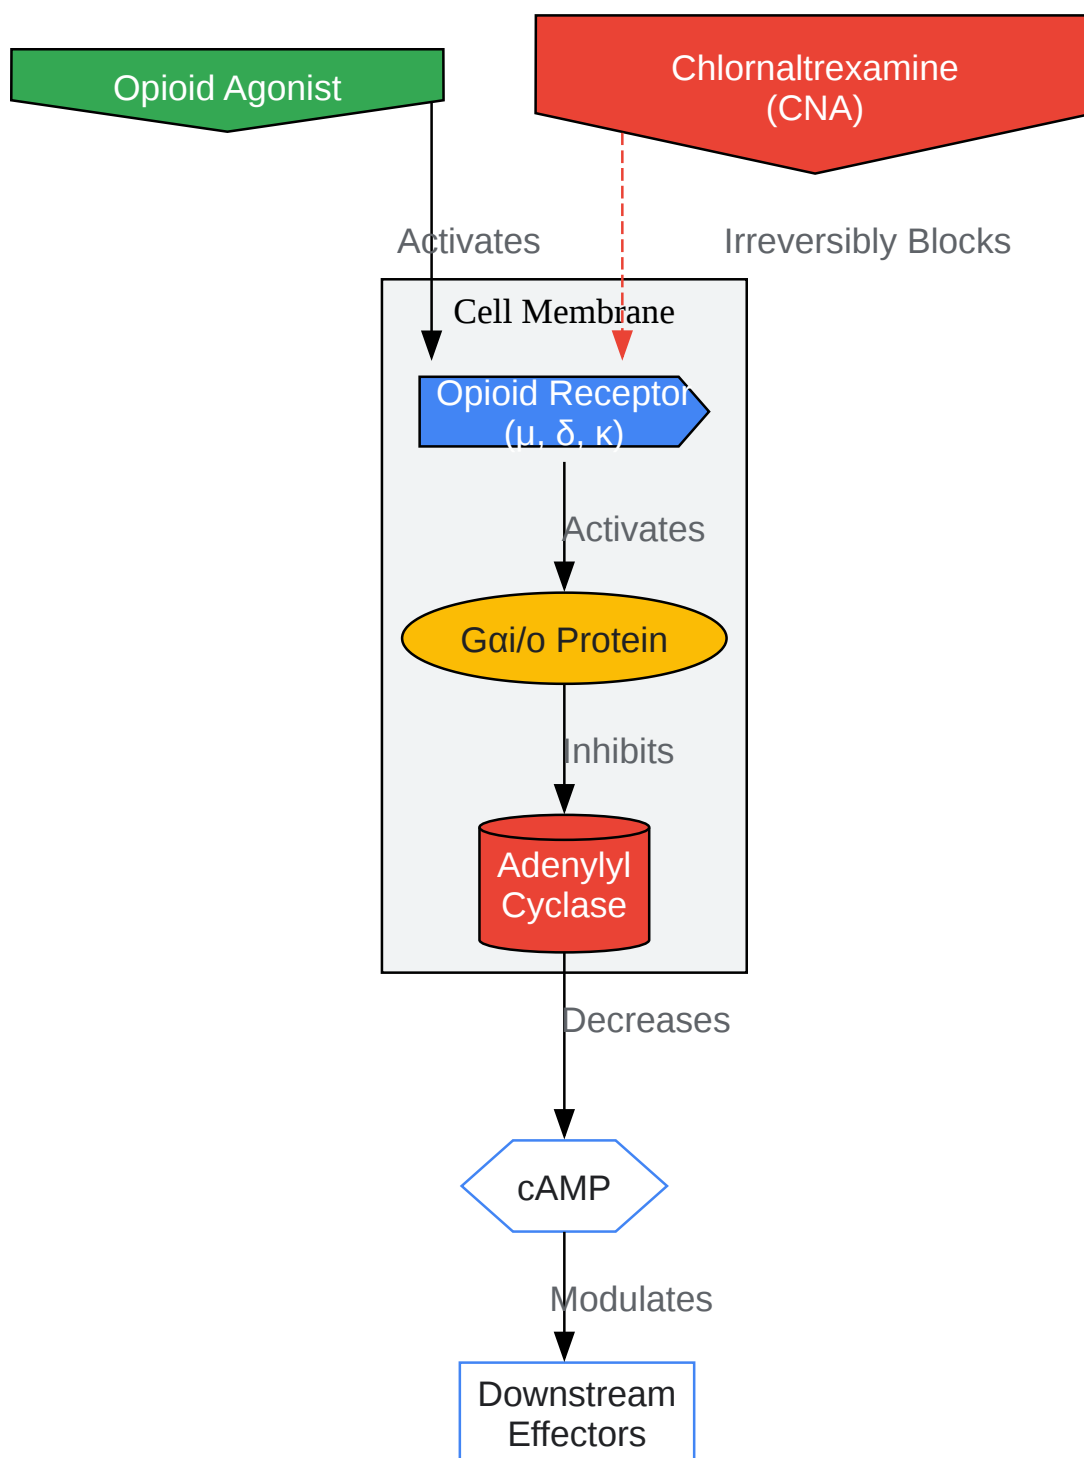 Opioid Agonist
Chlornaltrexamine
(CNA)
Activates
Irreversibly Blocks
Cell Membrane
Opioid Receptor
(μ, δ, κ)
Activates
Gαi/o Protein
Inhibits
Adenylyl
Cyclase
Decreases
cAMP
Modulates
Downstream
Effectors